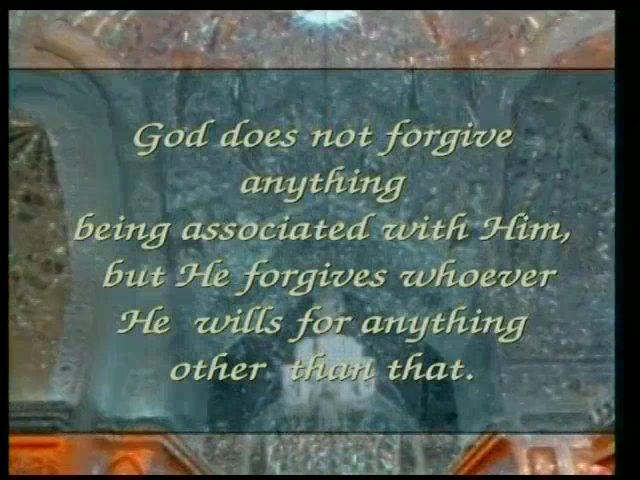 God does not forgive
anything
being associated with Him,
but He forgives whoever
He wills for anything
other than that.